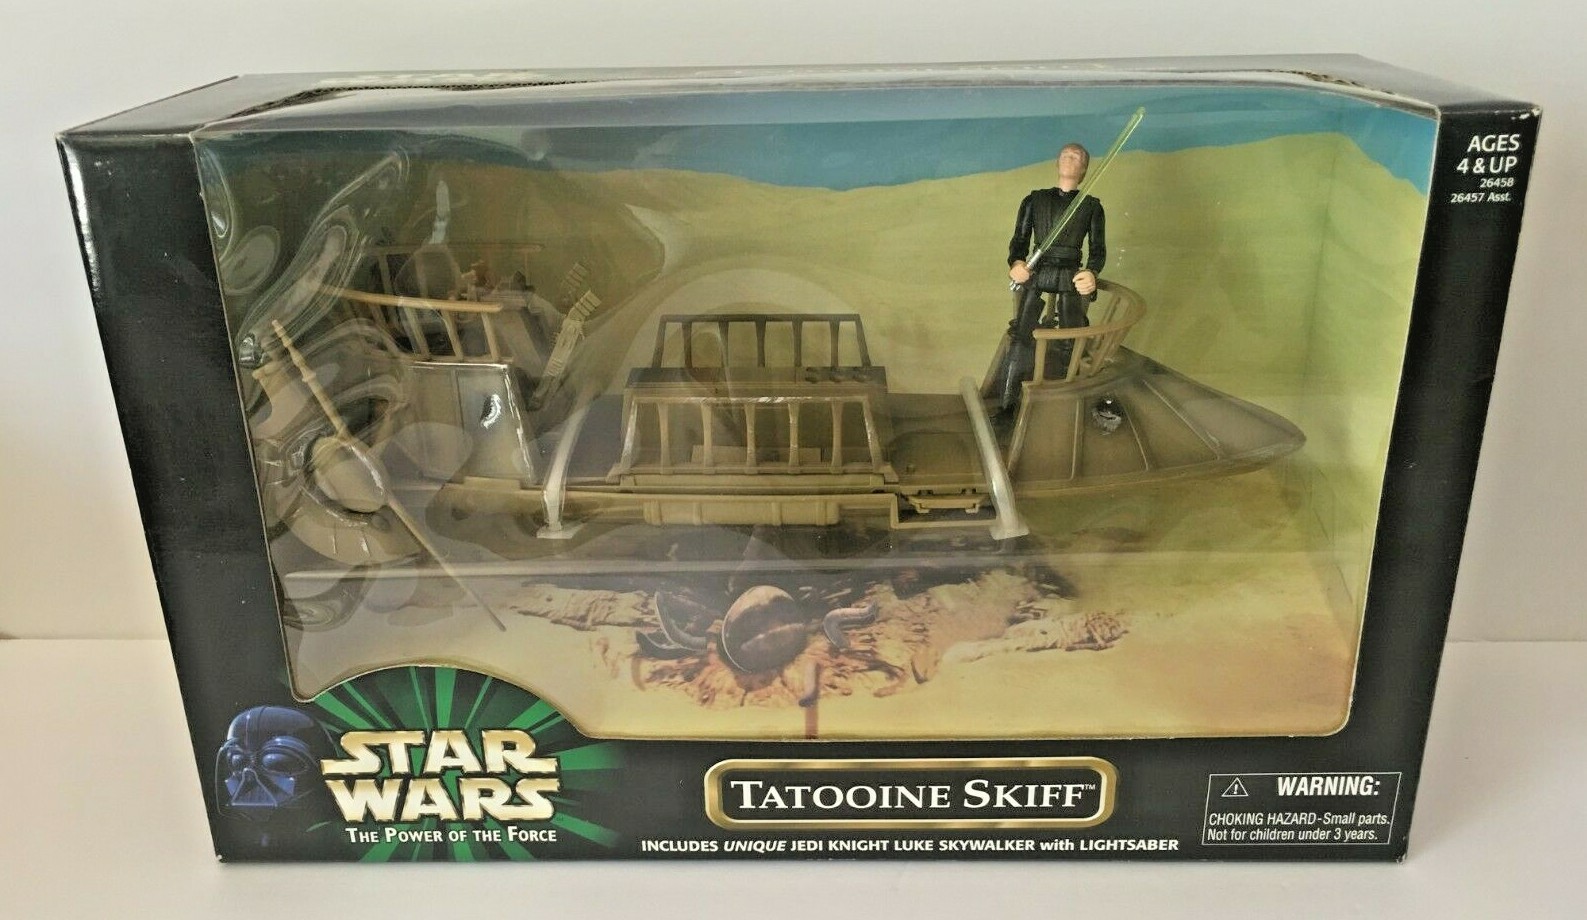 AGES
4 & UP
26458
26457 Asst.
STAR
WARS
THE POWER OF THE FORCE
TATOOINE SKIFF™
INCLUDES UNIQUE JEDI KNIGHT LUKE SKYWALKER with LIGHTSABER
WARNING:
CHOKING HAZARD-Small parts.
Not for children under 3 years.